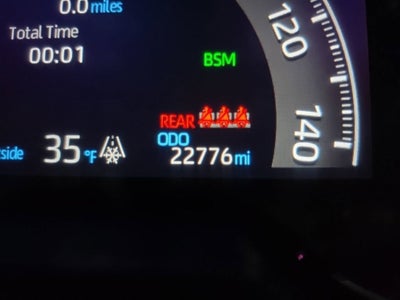 0.0 miles
Total Time
00:01
BSM
120
REAR
ODO
side 35 °F
22776 mi
140